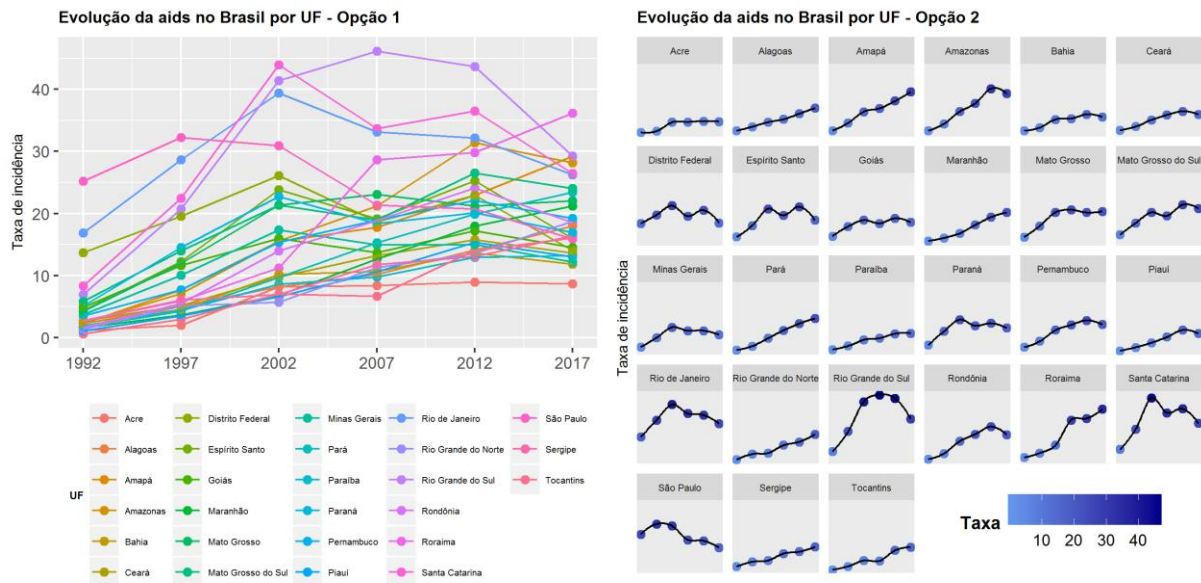 Evolução da aids no Brasil por UF - Opção 1
Taxa de incidência
40
30
20
10
0
1992 1997 2002 2007 2012 2017
UF
Acre
Alagoas
Amapá
Amazonas
Bahia
Ceará
Distrito Federal
Espírito Santo
Goiás
Maranhão
Mato Grosso
Mato Grosso do Sul
Minas Gerais
Pará
Paraíba
Paraná
Pernambuco
Piauí
Rio de Janeiro
Rio Grande do Norte
Rio Grande do Sul
Rondônia
Roraima
Santa Catarina
São Paulo
Sergipe
Tocantins
Evolução da aids no Brasil por UF - Opção 2
Taxa de incidência
Acre Alagoas Amapá Amazonas Bahia Ceará
Distrito Federal Espírito Santo Goiás Maranhão Mato Grosso Mato Grosso do Sul
Minas Gerais Pará Paraíba Paraná Pernambuco Piauí
Rio de Janeiro Rio Grande do Norte Rio Grande do Sul Rondônia Roraima Santa Catarina
São Paulo Sergipe Tocantins
Taxa
10 20 30 40